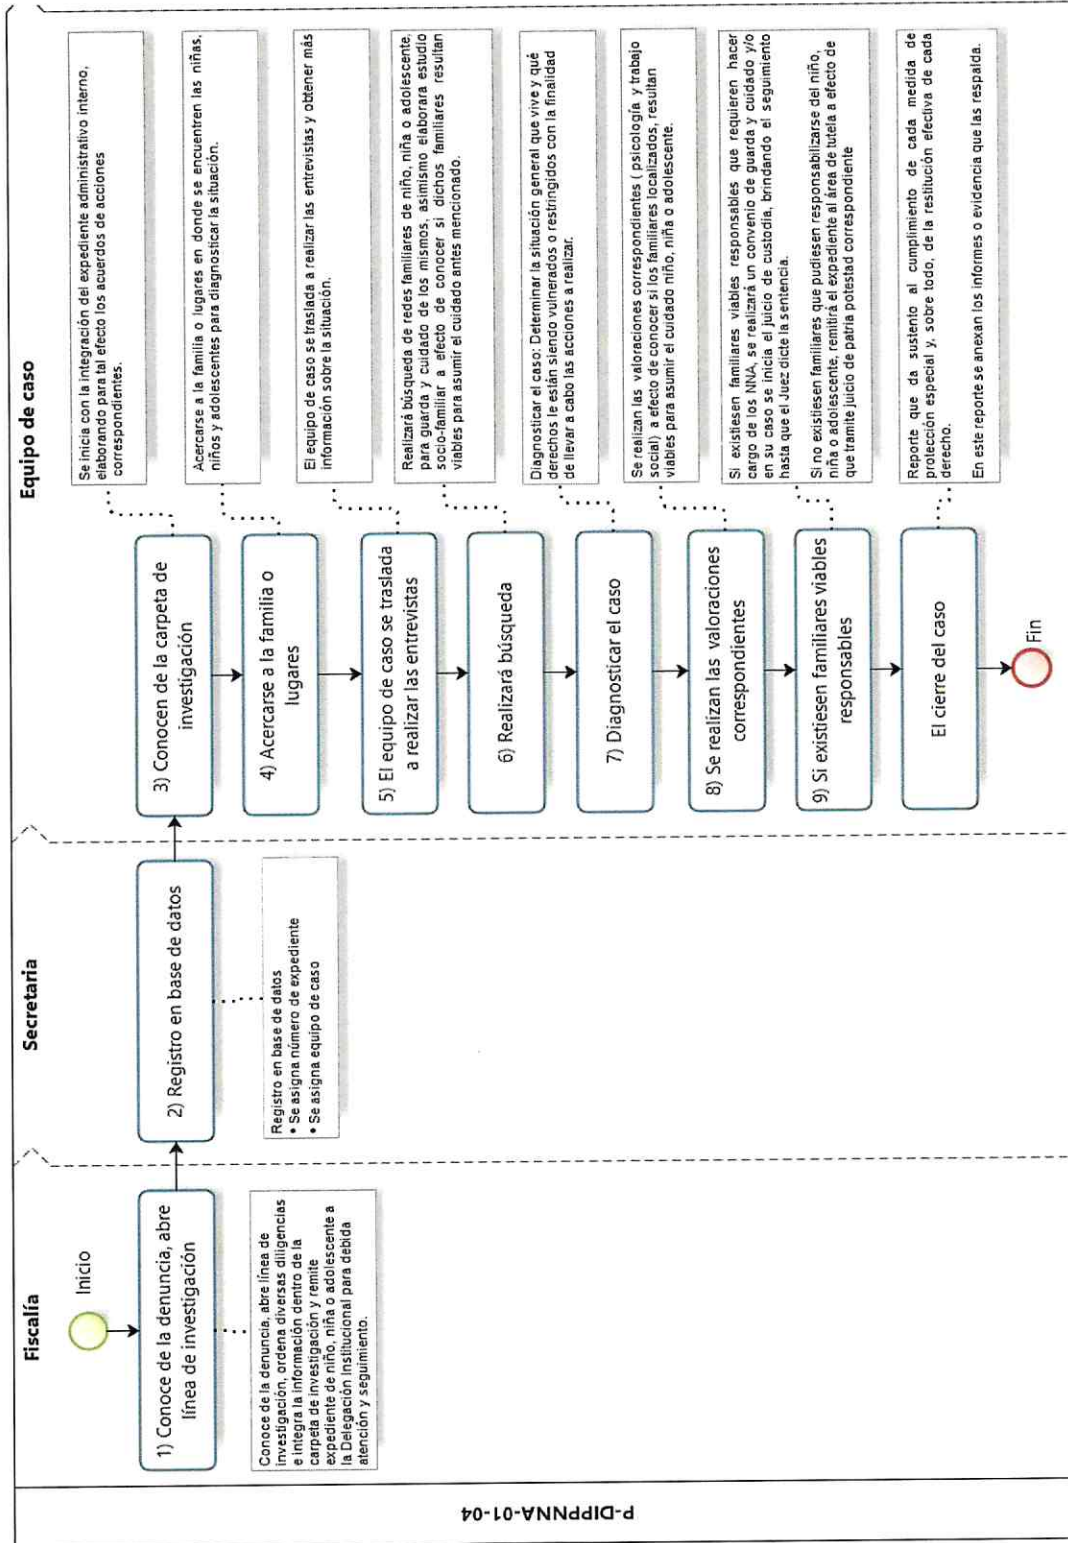 P-DIPPNNA-01-04
Fiscalía
Inicio
1) Conoce de la denuncia, abre
línea de investigación
Conoce de la denuncia, abre línea de
investigación, ordena diversas diligencias
e integra la información dentro de la
carpeta de investigación y remite
expediente de niño, niña o adolescente a
la Delegación Institucional para debida
atención y seguimiento.
Secretaria
2) Registro en base de datos
Registro en base de datos
• Se asigna número de expediente
• Se asigna equipo de caso
Equipo de caso
3) Conocen de la carpeta de
investigación
Se inicia con la integración del expediente administrativo interno,
elaborando para tal efecto los acuerdos de acciones
correspondientes.
4) Acercarse a la familia o
lugares
Acercarse a la familia o lugares en donde se encuentren las niñas,
niños y adolescentes para diagnosticar la situación.
5) El equipo de caso se traslada
a realizar las entrevistas
El equipo de caso se traslada a realizar las entrevistas y obtener más
información sobre la situación.
6) Realizará búsqueda
Realizará búsqueda de redes familiares de niño, niña o adolescente,
para guarda y cuidado de los mismos, asimismo elaborara estudio
socio-familiar a efecto de conocer si dichos familiares resultan
viables para asumir el cuidado antes mencionado.
7) Diagnosticar el caso
Diagnosticar el caso: Determinar la situación general que vive y qué
derechos le están siendo vulnerados o restringidos con la finalidad
de llevar a cabo las acciones a realizar.
8) Se realizan las valoraciones
correspondientes
Se realizan las valoraciones correspondientes ( psicología y trabajo
social) a efecto de conocer si los familiares localizados, resultan
viables para asumir el cuidado niño, niña o adolescente.
9) Si existiesen familiares viables
responsables
Si existiesen familiares viables responsables que requieren hacer
cargo de los NNA, se realizará un convenio de guarda y cuidado y/o
en su caso se inicia el juicio de custodia, brindando el seguimiento
hasta que el Juez dicte la sentencia.
Si no existiesen familiares que pudiesen responsabilizarse del niño,
niña o adolescente, remitirá el expediente al área de tutela a efecto de
que tramite juicio de patria potestad correspondiente
El cierre del caso
Reporte que da sustento al cumplimiento de cada medida de
protección especial y, sobre todo, de la restitución efectiva de cada
derecho.
En este reporte se anexan los informes o evidencia que las respalda.
Fin